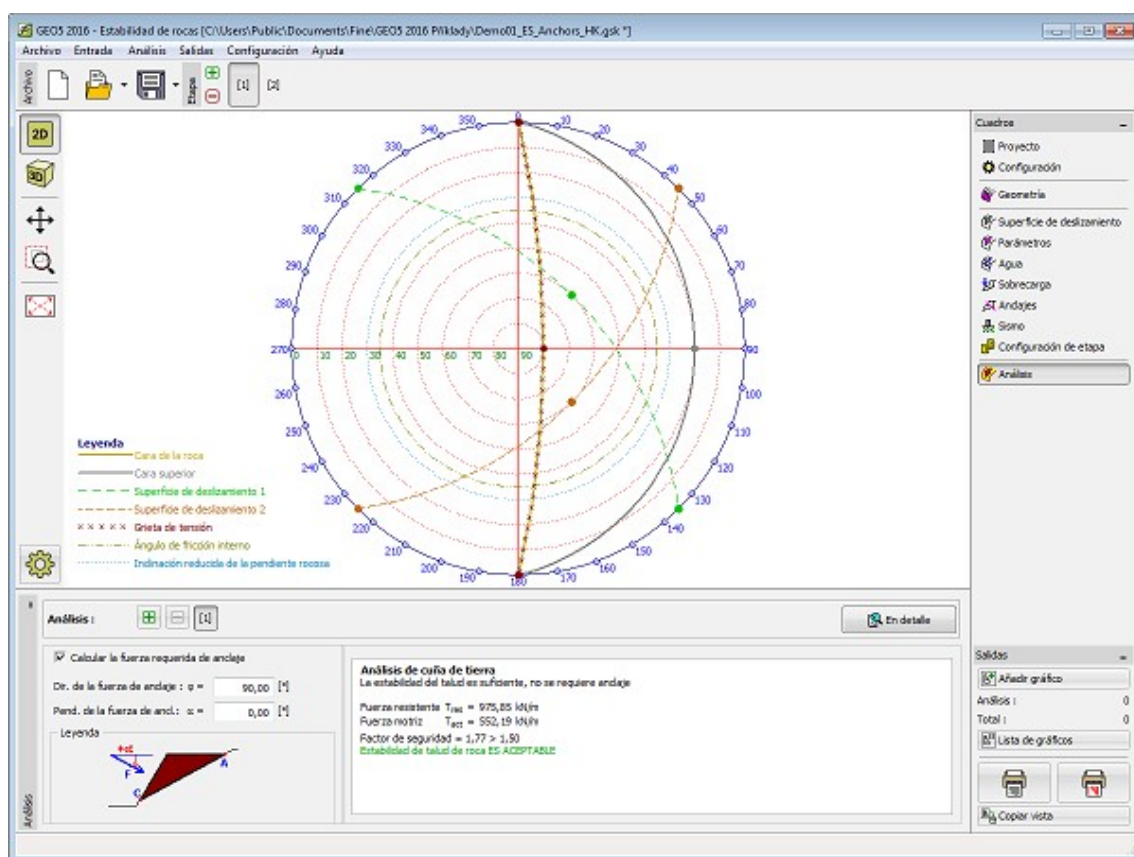 GEO5 2016 - Estabilidad de rocas [C:\Users\Public\Documents\Fine\GEO5 2016 Příklady\Demo01_ES_Anchors_HK.gsk *]
Archivo Entrada Análisis Salidas Configuración Ayuda
Archivo
Etapa
[1] [2]
2D
3D
0 10 20 30 40 50 60 70 80 90 100 110 120 130 140 150 160 170 180 190 200 210 220 230 240 250 260 270 280 290 300 310 320 330 340 350
0 10 20 30 40 50 60 70 80 90
Leyenda
Cara de la roca
Cara superior
Superficie de deslizamiento 1
Superficie de deslizamiento 2
Grieta de tensión
Ángulo de fricción interno
Inclinación reducida de la pendiente rocosa
Cuadros
Proyecto
Configuración
Geometría
Superficie de deslizamiento
Parámetros
Agua
Sobrecarga
Anclajes
Sismo
Configuración de etapa
Análisis
Análisis
Análisis :
[1]
En detalle
Calcular la fuerza requerida de anclaje
Dir. de la fuerza de anclaje : φ = 90,00 [°]
Pend. de la fuerza de ancl.: α = 0,00 [°]
Leyenda
+α
F
A
C
Análisis de cuña de tierra
La estabilidad del talud es suficiente, no se requiere anclaje
Fuerza resistente Tres = 975,85 kN/m
Fuerza motriz Tact = 552,19 kN/m
Factor de seguridad = 1,77 > 1,50
Estabilidad de talud de roca ES ACEPTABLE
Salidas
Añadir gráfico
Análisis : 0
Total : 0
Lista de gráficos
Copiar vista